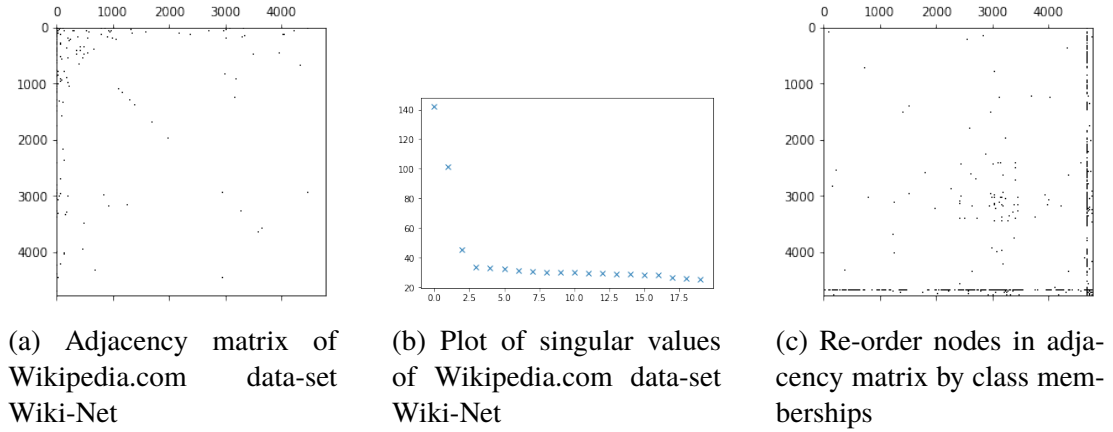 0 1000 2000 3000 4000
0
1000
2000
3000
4000
140
120
100
80
60
40
20
0.0 2.5 5.0 7.5 10.0 12.5 15.0 17.5
0 1000 2000 3000 4000
0
1000
2000
3000
4000
(a) Adjacency matrix of
Wikipedia.com data-set
Wiki-Net
(b) Plot of singular values
of Wikipedia.com data-set
Wiki-Net
(c) Re-order nodes in adja-
cency matrix by class mem-
berships